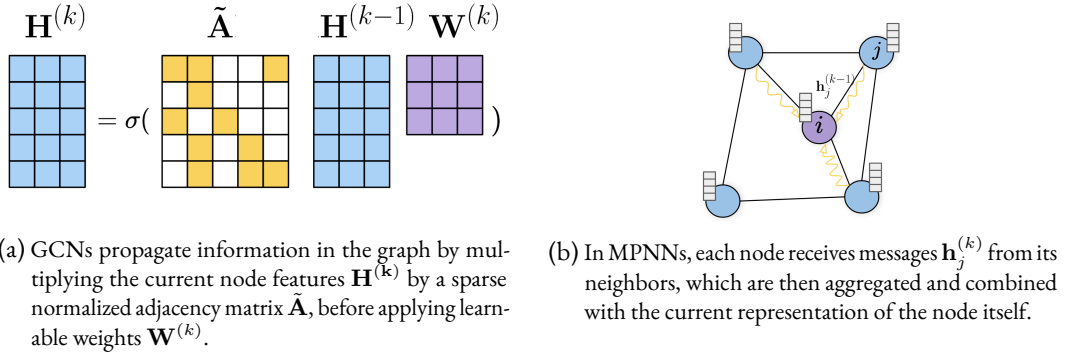 H^(k) Ã H^(k−1) W^(k)
= σ( )
(a) GCNs propagate information in the graph by mul-
tiplying the current node features H^(k) by a sparse
normalized adjacency matrix Ã, before applying learn-
able weights W^(k).
j
h_j^(k−1)
i
(b) In MPNNs, each node receives messages h_j^(k) from its
neighbors, which are then aggregated and combined
with the current representation of the node itself.